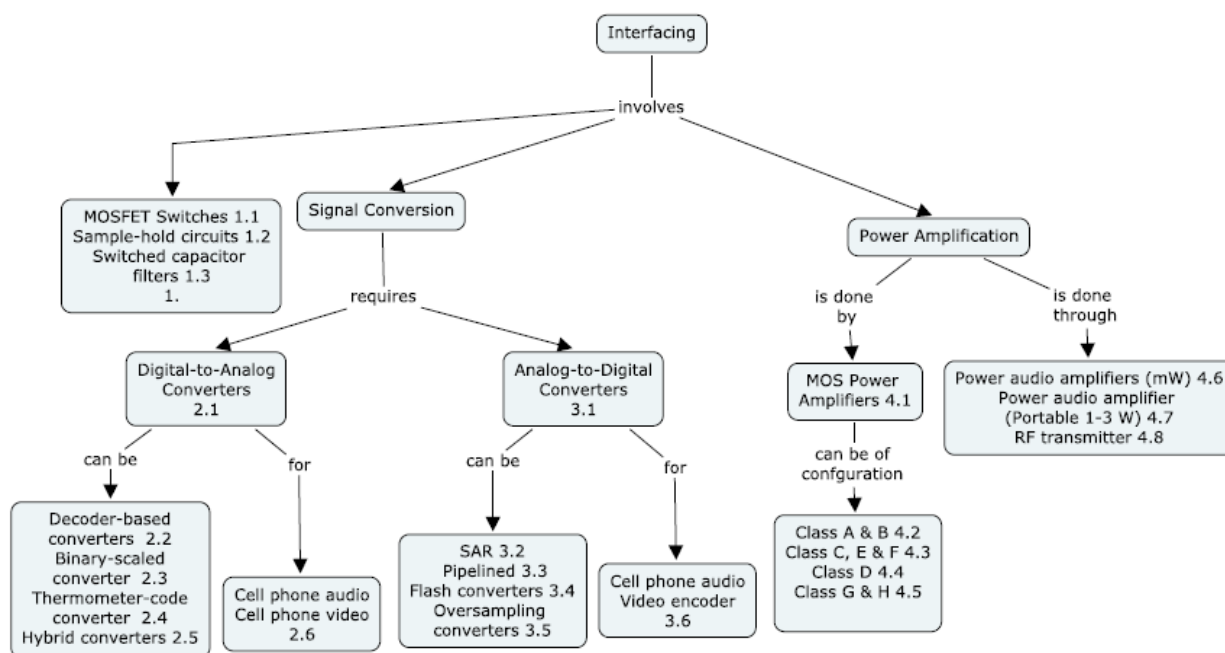 Interfacing
involves
MOSFET Switches 1.1
Sample-hold circuits 1.2
Switched capacitor
filters 1.3
1.
Signal Conversion
Power Amplification
requires
is done
by
is done
through
Digital-to-Analog
Converters
2.1
Analog-to-Digital
Converters
3.1
MOS Power
Amplifiers 4.1
Power audio amplifiers (mW) 4.6
Power audio amplifier
(Portable 1-3 W) 4.7
RF transmitter 4.8
can be
for
can be
for
can be of
confguration
Decoder-based
converters 2.2
Binary-scaled
converter 2.3
Thermometer-code
converter 2.4
Hybrid converters 2.5
Cell phone audio
Cell phone video
2.6
SAR 3.2
Pipelined 3.3
Flash converters 3.4
Oversampling
converters 3.5
Cell phone audio
Video encoder
3.6
Class A & B 4.2
Class C, E & F 4.3
Class D 4.4
Class G & H 4.5